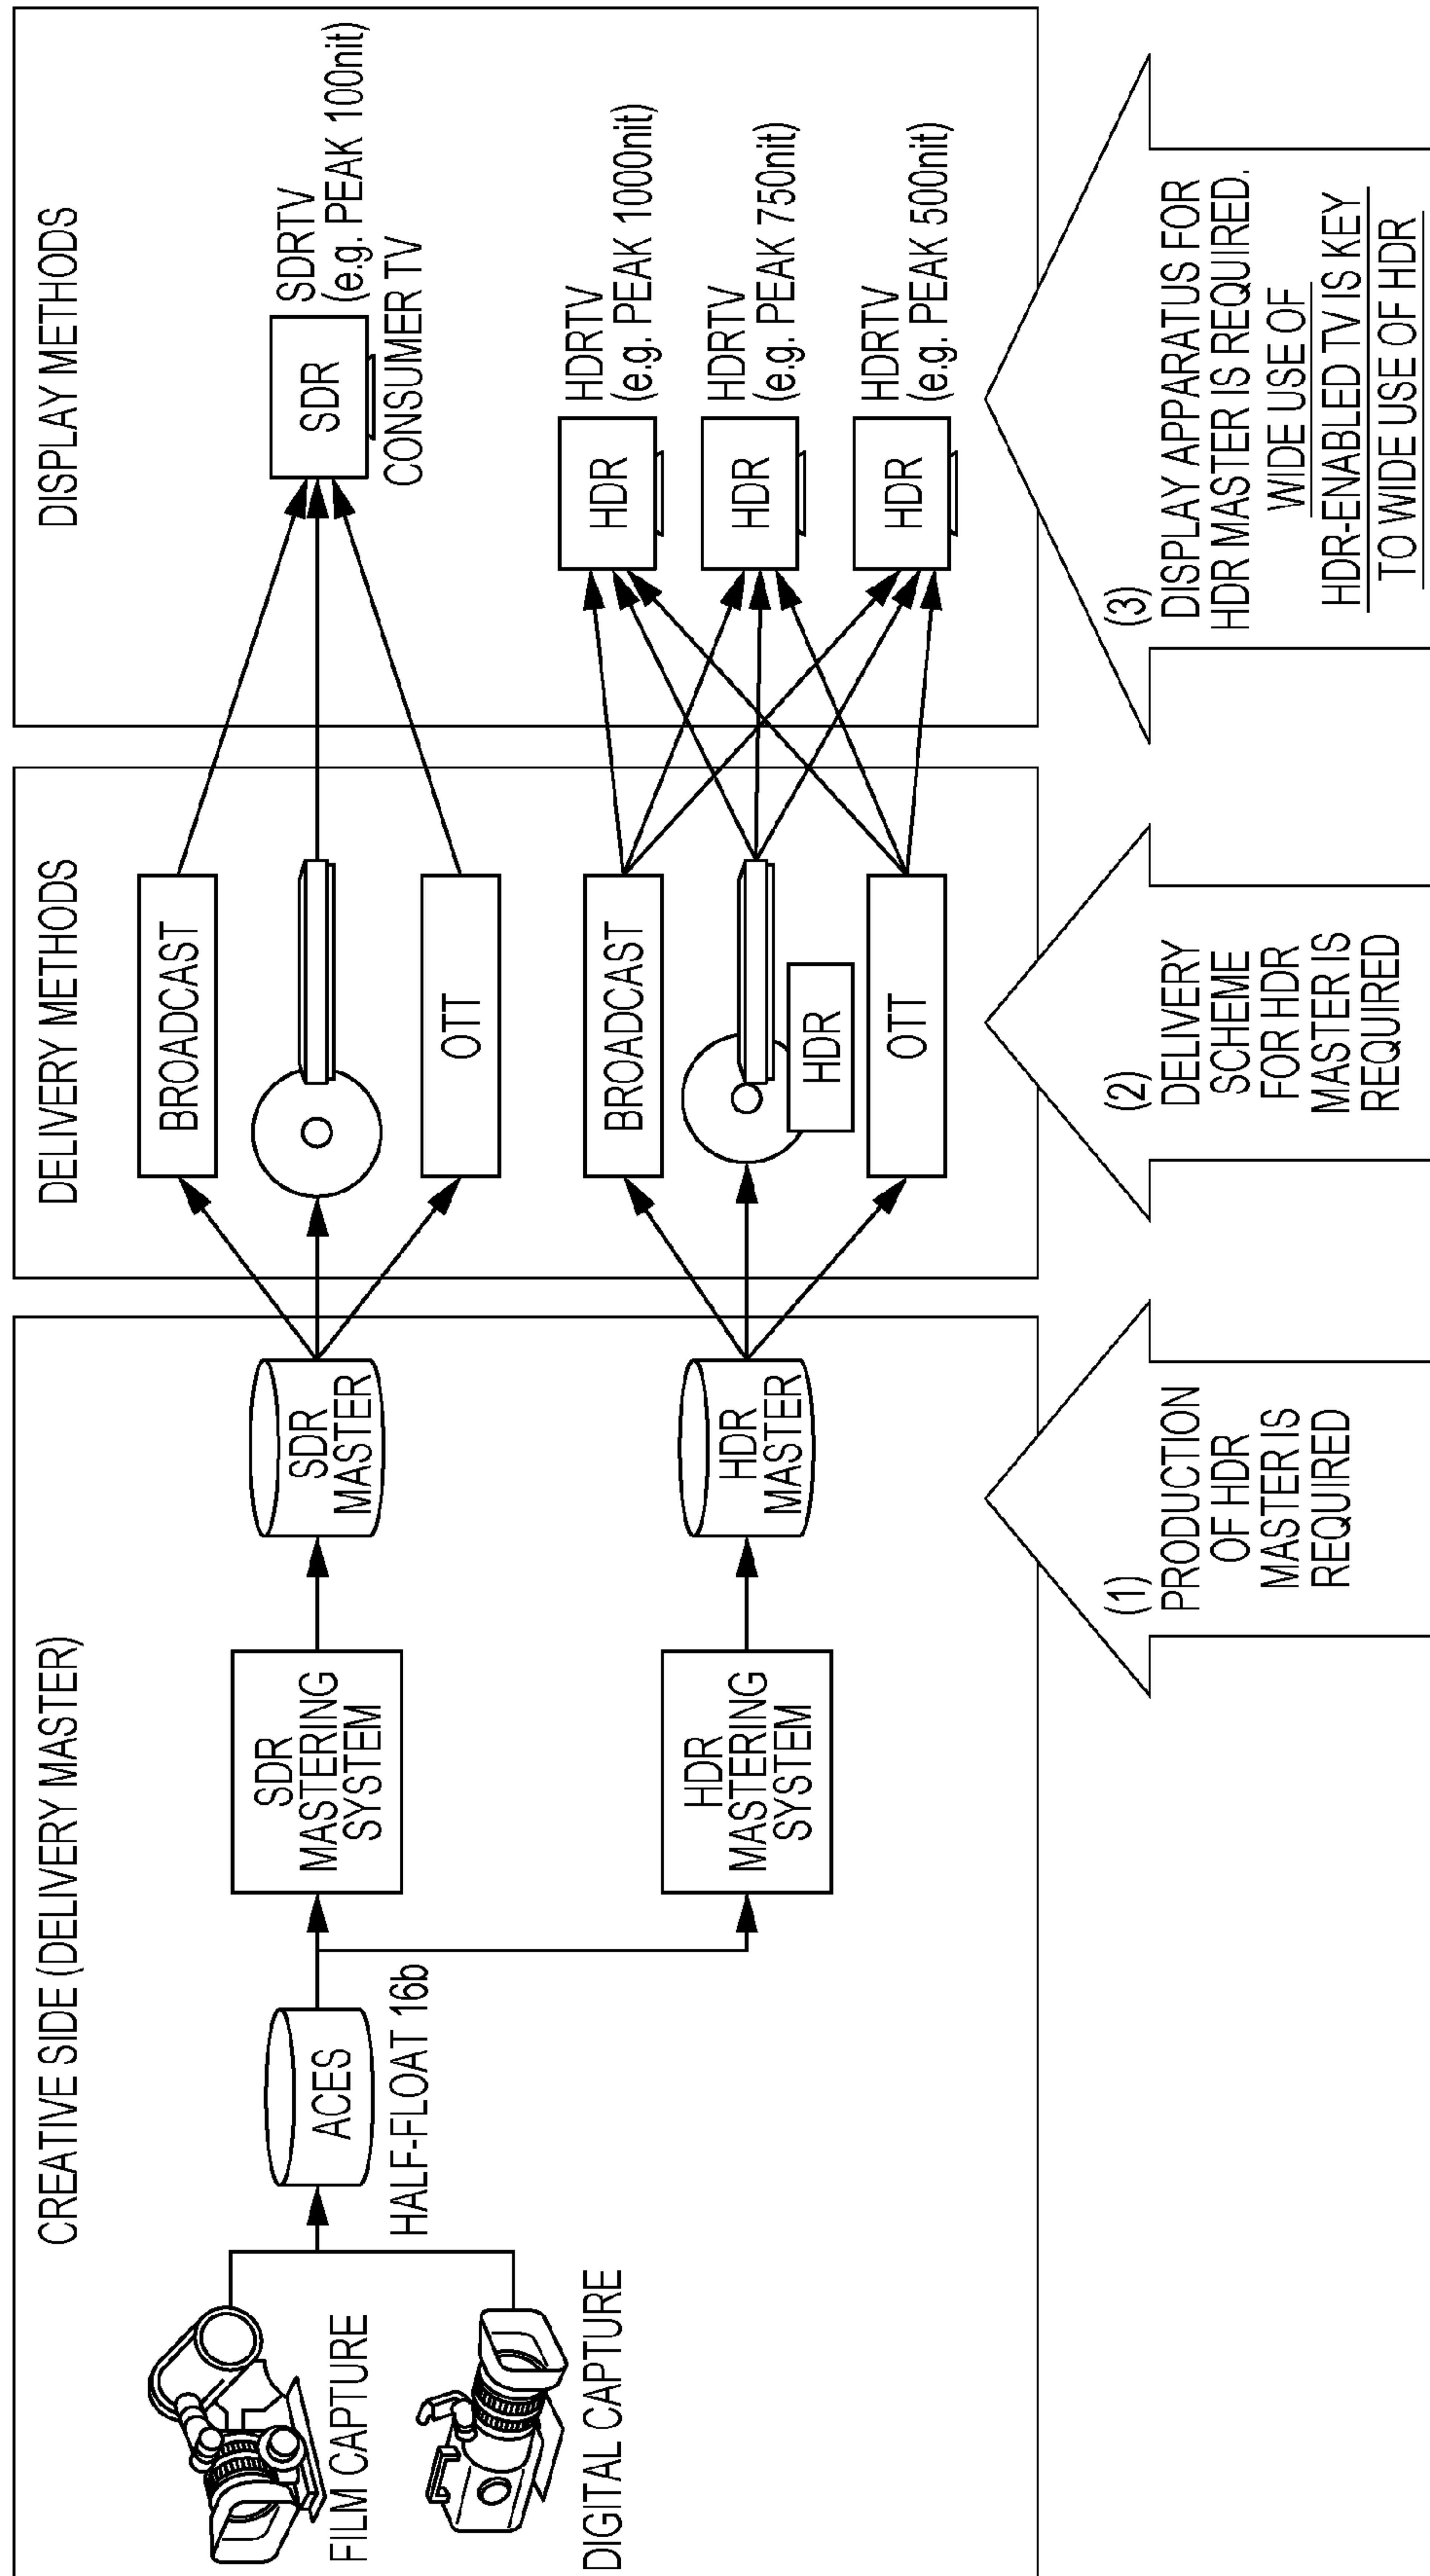 CREATIVE SIDE (DELIVERY MASTER)
FILM CAPTURE
DIGITAL CAPTURE
ACES
HALF-FLOAT 16b
SDR
MASTERING
SYSTEM
HDR
MASTERING
SYSTEM
SDR
MASTER
HDR
MASTER
DELIVERY METHODS
BROADCAST
OTT
BROADCAST
HDR
OTT
DISPLAY METHODS
SDR
SDRTV
(e.g. PEAK 100nit)
CONSUMER TV
HDR
HDRTV
(e.g. PEAK 1000nit)
HDR
HDRTV
(e.g. PEAK 750nit)
HDR
HDRTV
(e.g. PEAK 500nit)
(1)
PRODUCTION
OF HDR
MASTER IS
REQUIRED
(2)
DELIVERY
SCHEME
FOR HDR
MASTER IS
REQUIRED
(3)
DISPLAY APPARATUS FOR
HDR MASTER IS REQUIRED.
WIDE USE OF
HDR-ENABLED TV IS KEY
TO WIDE USE OF HDR